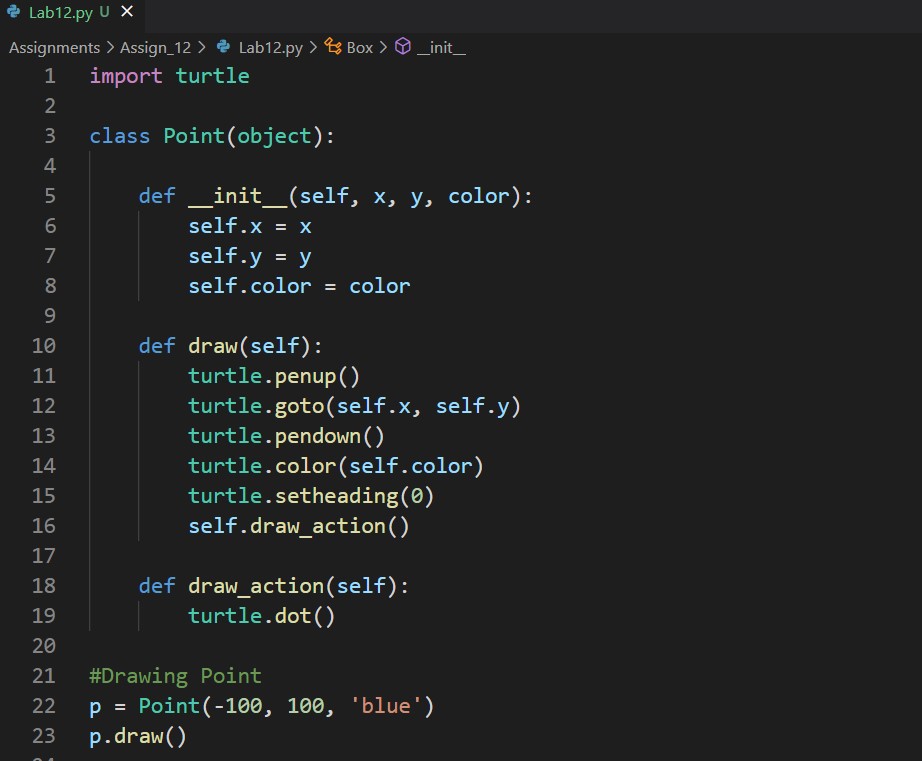 Lab12.py U ×
Assignments > Assign_12 > Lab12.py > Box > __init__
1 import turtle
2
3 class Point(object):
4
5     def __init__(self, x, y, color):
6         self.x = x
7         self.y = y
8         self.color = color
9
10     def draw(self):
11         turtle.penup()
12         turtle.goto(self.x, self.y)
13         turtle.pendown()
14         turtle.color(self.color)
15         turtle.setheading(0)
16         self.draw_action()
17
18     def draw_action(self):
19         turtle.dot()
20
21 #Drawing Point
22 p = Point(-100, 100, 'blue')
23 p.draw()